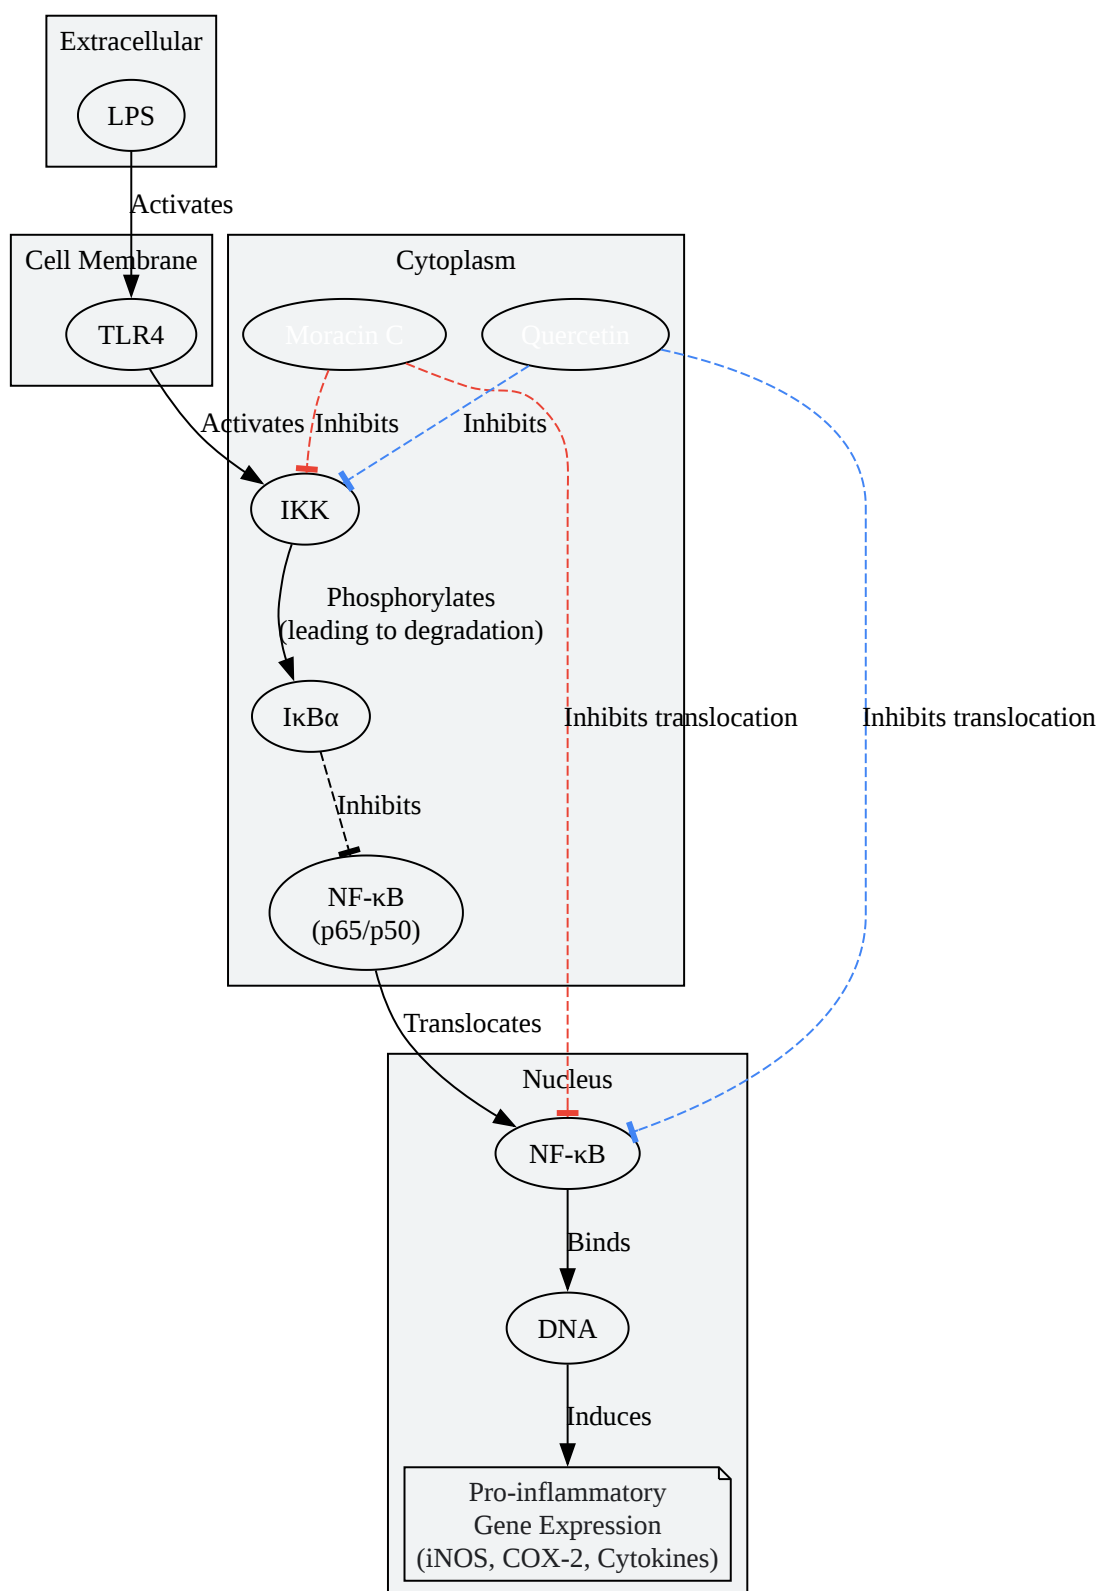 Extracellular
LPS
Activates
Cell Membrane
Cytoplasm
TLR4
Moracin C
Quercetin
Activates
Inhibits
Inhibits
IKK
Phosphorylates
(leading to degradation)
IκBα
Inhibits translocation
Inhibits translocation
Inhibits
NF-κB
(p65/p50)
Translocates
Nucleus
NF-κB
Binds
DNA
Induces
Pro-inflammatory
Gene Expression
(iNOS, COX-2, Cytokines)